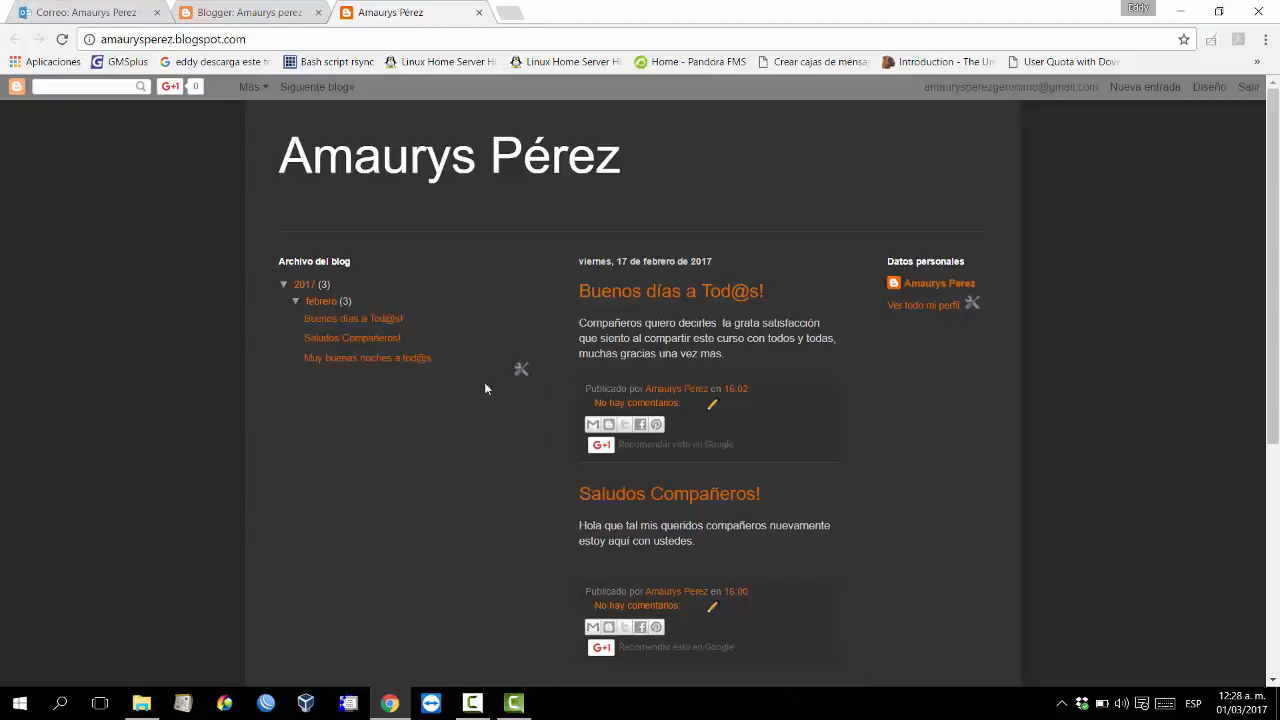 Correo: Amaurys Perez
Blogger: Amaurys perez
Amaurys Pérez
Eddy
amaurysperez.blogspot.com
Aplicaciones
GMSplus
eddy descarga este to
Bash script rsync
Linux Home Server H
Linux Home Server H
Home - Pandora FMS
Crear cajas de mensa
Introduction - The Un
User Quota with Dov
»
G+1
0
Más
Siguiente blog»
amaurysperezgeronimo@gmail.com
Nueva entrada
Diseño
Salir
Amaurys Pérez
Archivo del blog
▼ 2017 (3)
▼ febrero (3)
Buenos días a Tod@s!
Saludos Compañeros!
Muy buenas noches a tod@s
viernes, 17 de febrero de 2017
Buenos días a Tod@s!
Compañeros quiero decirles la grata satisfacción
que siento al compartir este curso con todos y todas,
muchas gracias una vez mas.
Publicado por Amaurys Perez en 16:02
No hay comentarios:
G+1 Recomendar esto en Google
Saludos Compañeros!
Hola que tal mis queridos compañeros nuevamente
estoy aquí con ustedes.
Publicado por Amaurys Perez en 16:00
No hay comentarios:
G+1 Recomendar esto en Google
Datos personales
Amaurys Perez
Ver todo mi perfil
ESP
12:28 a. m.
01/03/2017